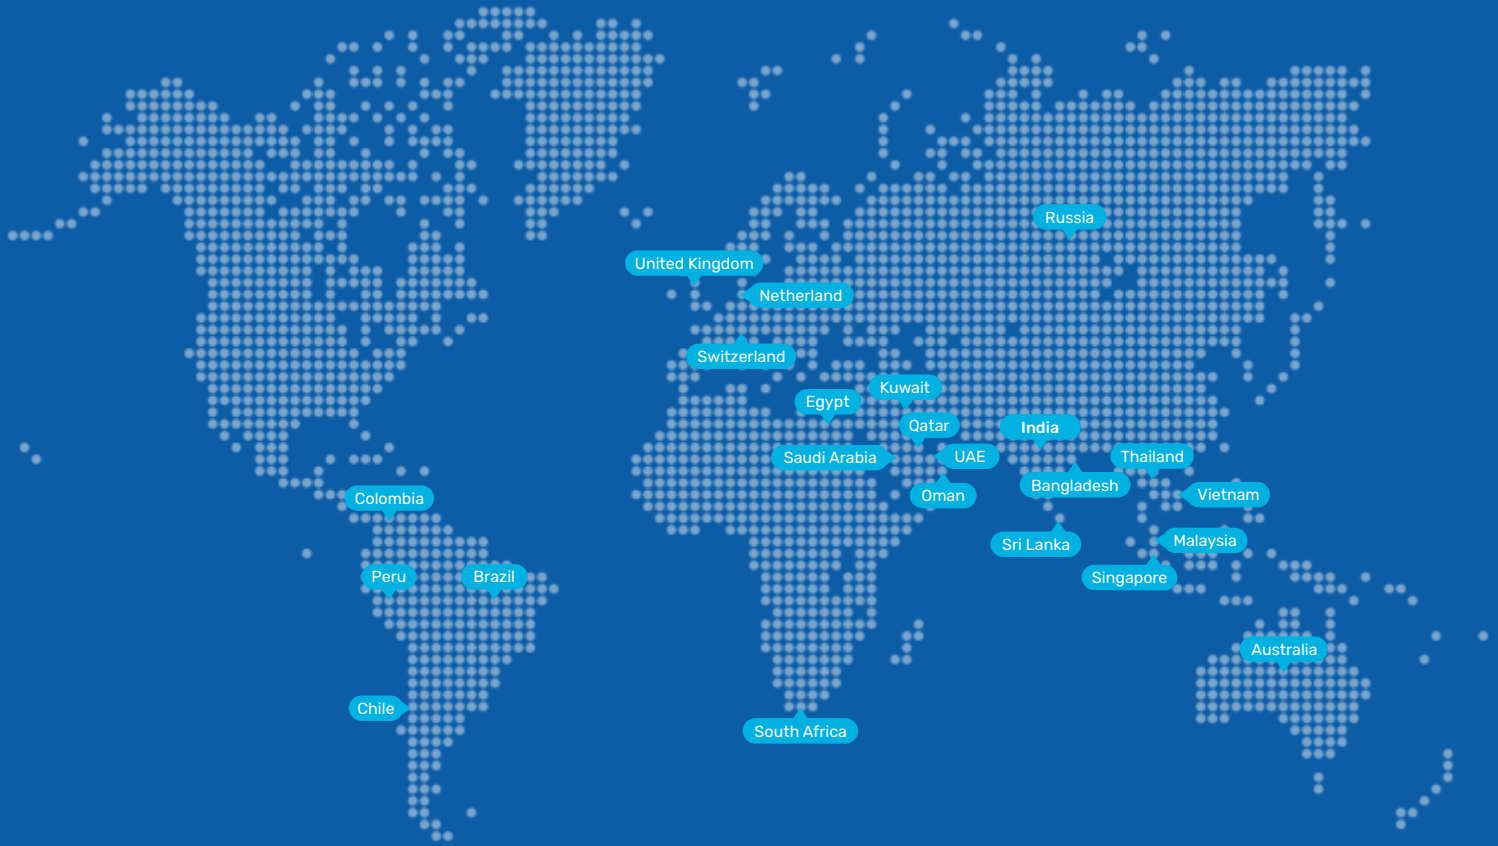 Russia
United Kingdom
Netherland
Switzerland
Kuwait
Egypt
Qatar
India
Saudi Arabia
UAE
Thailand
Bangladesh
Oman
Vietnam
Colombia
Sri Lanka
Malaysia
Peru
Brazil
Singapore
Australia
Chile
South Africa